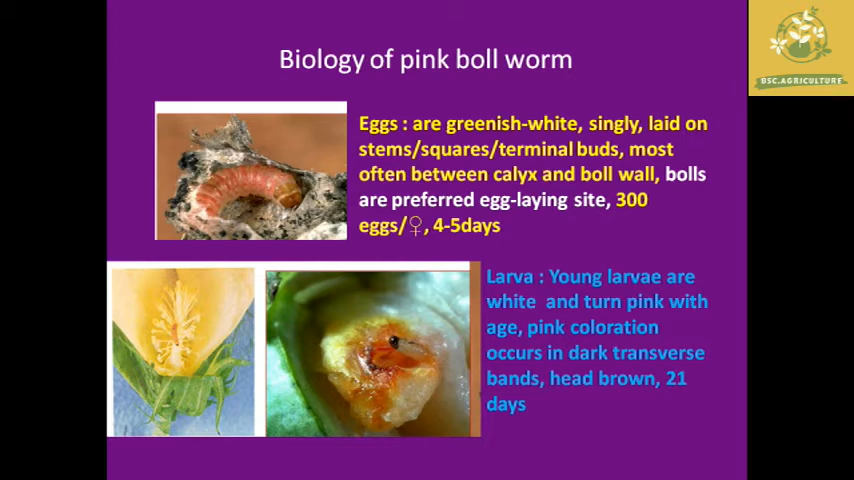 BSC.AGRICULTURE
Biology of pink boll worm
Eggs : are greenish-white, singly, laid on
stems/squares/terminal buds, most
often between calyx and boll wall, bolls
are preferred egg-laying site, 300
eggs/♀, 4-5days
Larva : Young larvae are
white and turn pink with
age, pink coloration
occurs in dark transverse
bands, head brown, 21
days